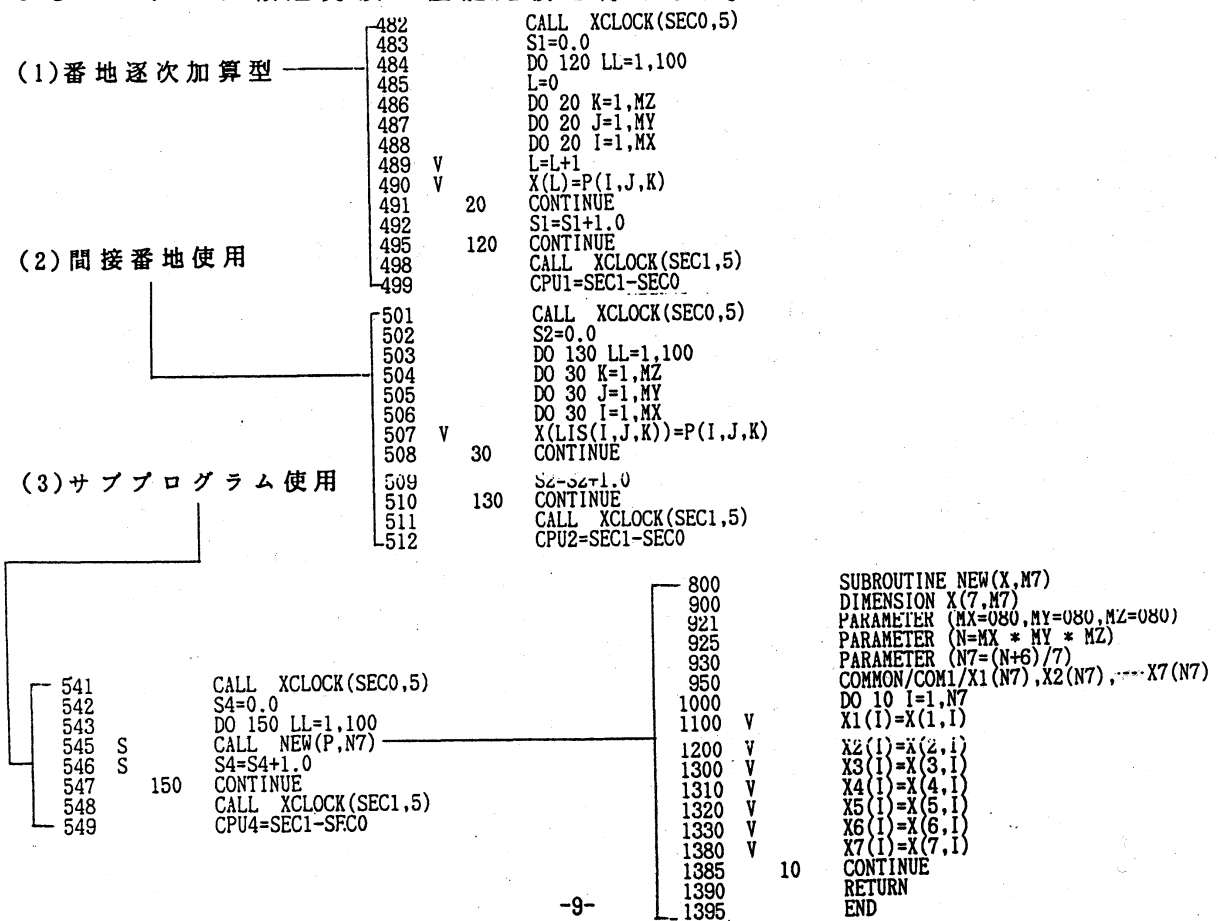 (1)番地逐次加算型
482 CALL XCLOCK(SEC0,5)
483 S1=0.0
484 DO 120 LL=1,100
485 L=0
486 DO 20 K=1,MZ
487 DO 20 J=1,MY
488 DO 20 I=1,MX
489 V L=L+1
490 V X(L)=P(I,J,K)
491 20 CONTINUE
492 S1=S1+1.0
495 120 CONTINUE
498 CALL XCLOCK(SEC1,5)
499 CPU1=SEC1-SEC0
(2)間接番地使用
501 CALL XCLOCK(SEC0,5)
502 S2=0.0
503 DO 130 LL=1,100
504 DO 30 K=1,MZ
505 DO 30 J=1,MY
506 DO 30 I=1,MX
507 V X(LIS(I,J,K))=P(I,J,K)
508 30 CONTINUE
509 S2=S2+1.0
510 130 CONTINUE
511 CALL XCLOCK(SEC1,5)
512 CPU2=SEC1-SEC0
(3)サブプログラム使用
541 CALL XCLOCK(SEC0,5)
542 S4=0.0
543 DO 150 LL=1,100
545 S CALL NEW(P,N7)
546 S S4=S4+1.0
547 150 CONTINUE
548 CALL XCLOCK(SEC1,5)
549 CPU4=SEC1-SEC0
800 SUBROUTINE NEW(X,M7)
900 DIMENSION X(7,M7)
921 PARAMETER (MX=080,MY=080,MZ=080)
925 PARAMETER (N=MX * MY * MZ)
930 PARAMETER (N7=(N+6)/7)
950 COMMON/COM1/X1(N7),X2(N7),----X7(N7)
1000 DO 10 I=1,N7
1100 V X1(I)=X(1,I)
1200 V X2(I)=X(2,I)
1300 V X3(I)=X(3,I)
1310 V X4(I)=X(4,I)
1320 V X5(I)=X(5,I)
1330 V X6(I)=X(6,I)
1380 V X7(I)=X(7,I)
1385 10 CONTINUE
1390 RETURN
1395 END
-9-